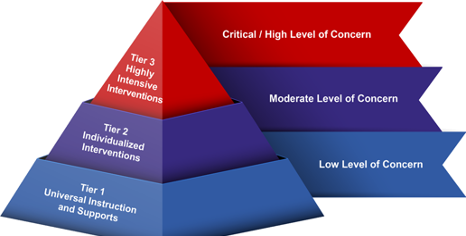 Critical / High Level of Concern
Tier 3
Highly
Intensive
Interventions
Moderate Level of Concern
Tier 2
Individualized
Interventions
Low Level of Concern
Tier 1
Universal Instruction
and Supports